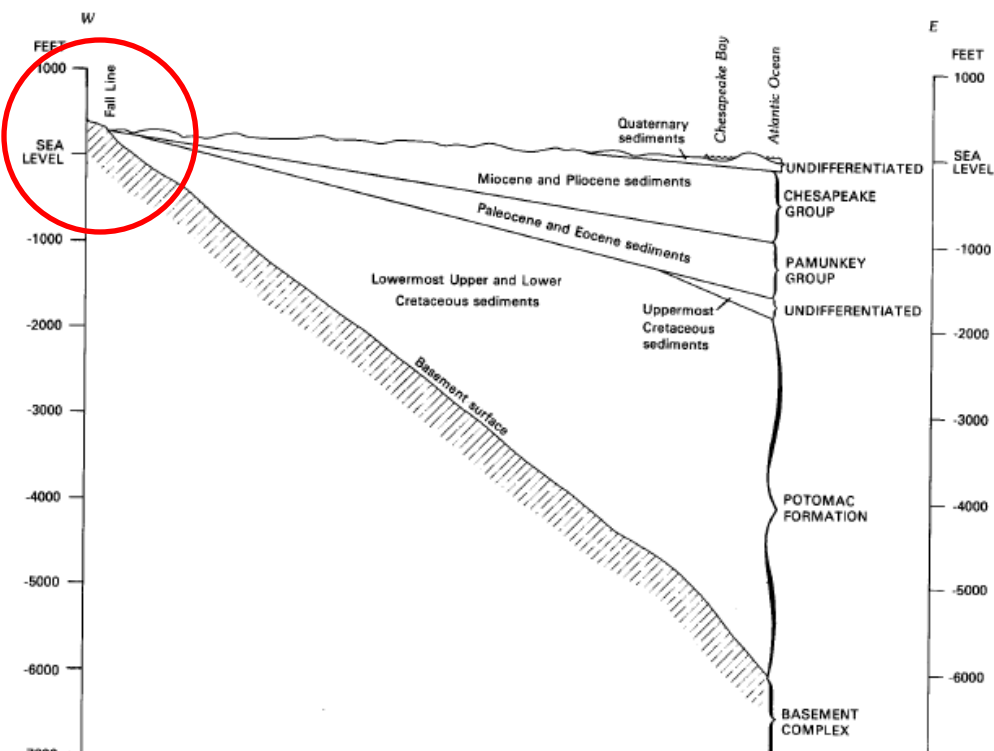 W
E
FEET
1000
Fall Line
SEA
LEVEL
-1000
-2000
-3000
-4000
-5000
-6000
Quaternary
sediments
Chesapeake Bay
Atlantic Ocean
Miocene and Pliocene sediments
Paleocene and Eocene sediments
Lowermost Upper and Lower
Cretaceous sediments
Uppermost
Cretaceous
sediments
Basement surface
UNDIFFERENTIATED
CHESAPEAKE
GROUP
PAMUNKEY
GROUP
UNDIFFERENTIATED
POTOMAC
FORMATION
BASEMENT
COMPLEX
FEET
1000
SEA
LEVEL
-1000
-2000
-3000
-4000
-5000
-6000